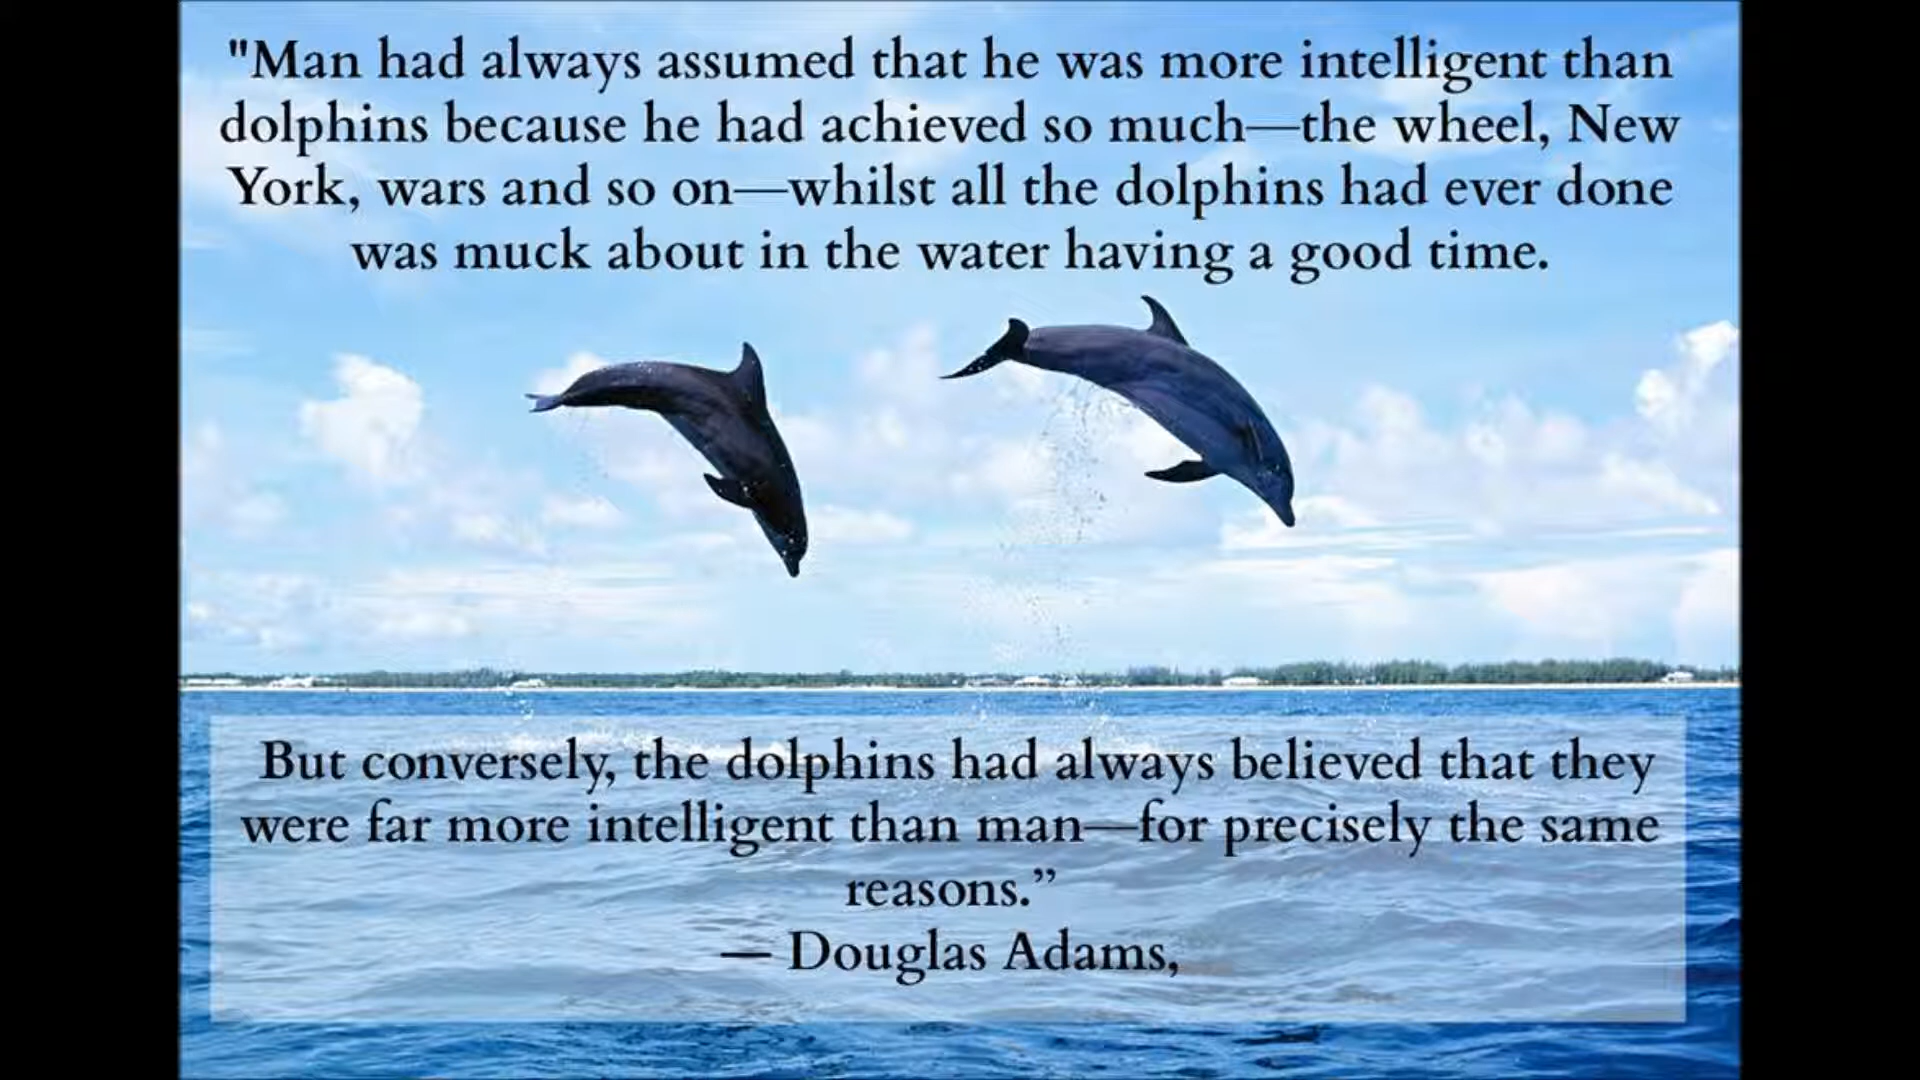 "Man had always assumed that he was more intelligent than
dolphins because he had achieved so much—the wheel, New
York, wars and so on—whilst all the dolphins had ever done
was muck about in the water having a good time.
But conversely, the dolphins had always believed that they
were far more intelligent than man—for precisely the same
reasons.”
— Douglas Adams,